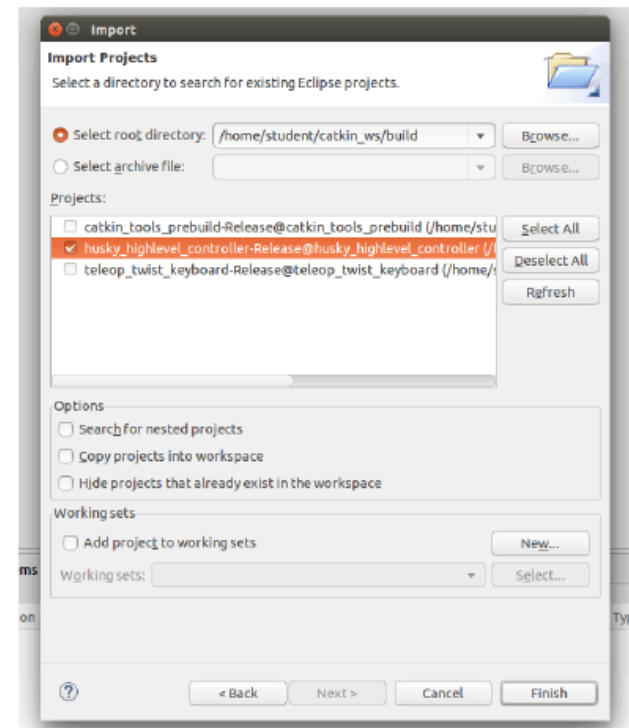 Import
Import Projects
Select a directory to search for existing Eclipse projects.
Select root directory: /home/student/catkin_ws/build Browse...
Select archive file: Browse...
Projects:
catkin_tools_prebuild-Release@catkin_tools_prebuild (/home/stu
Select All
husky_highlevel_controller-Release@husky_highlevel_controller (/
Deselect All
teleop_twist_keyboard-Release@teleop_twist_keyboard (/home/
Refresh
Options
Search for nested projects
Copy projects into workspace
Hide projects that already exist in the workspace
Working sets
Add project to working sets New...
ms
Working sets: Select...
on
Typ
? < Back Next > Cancel Finish